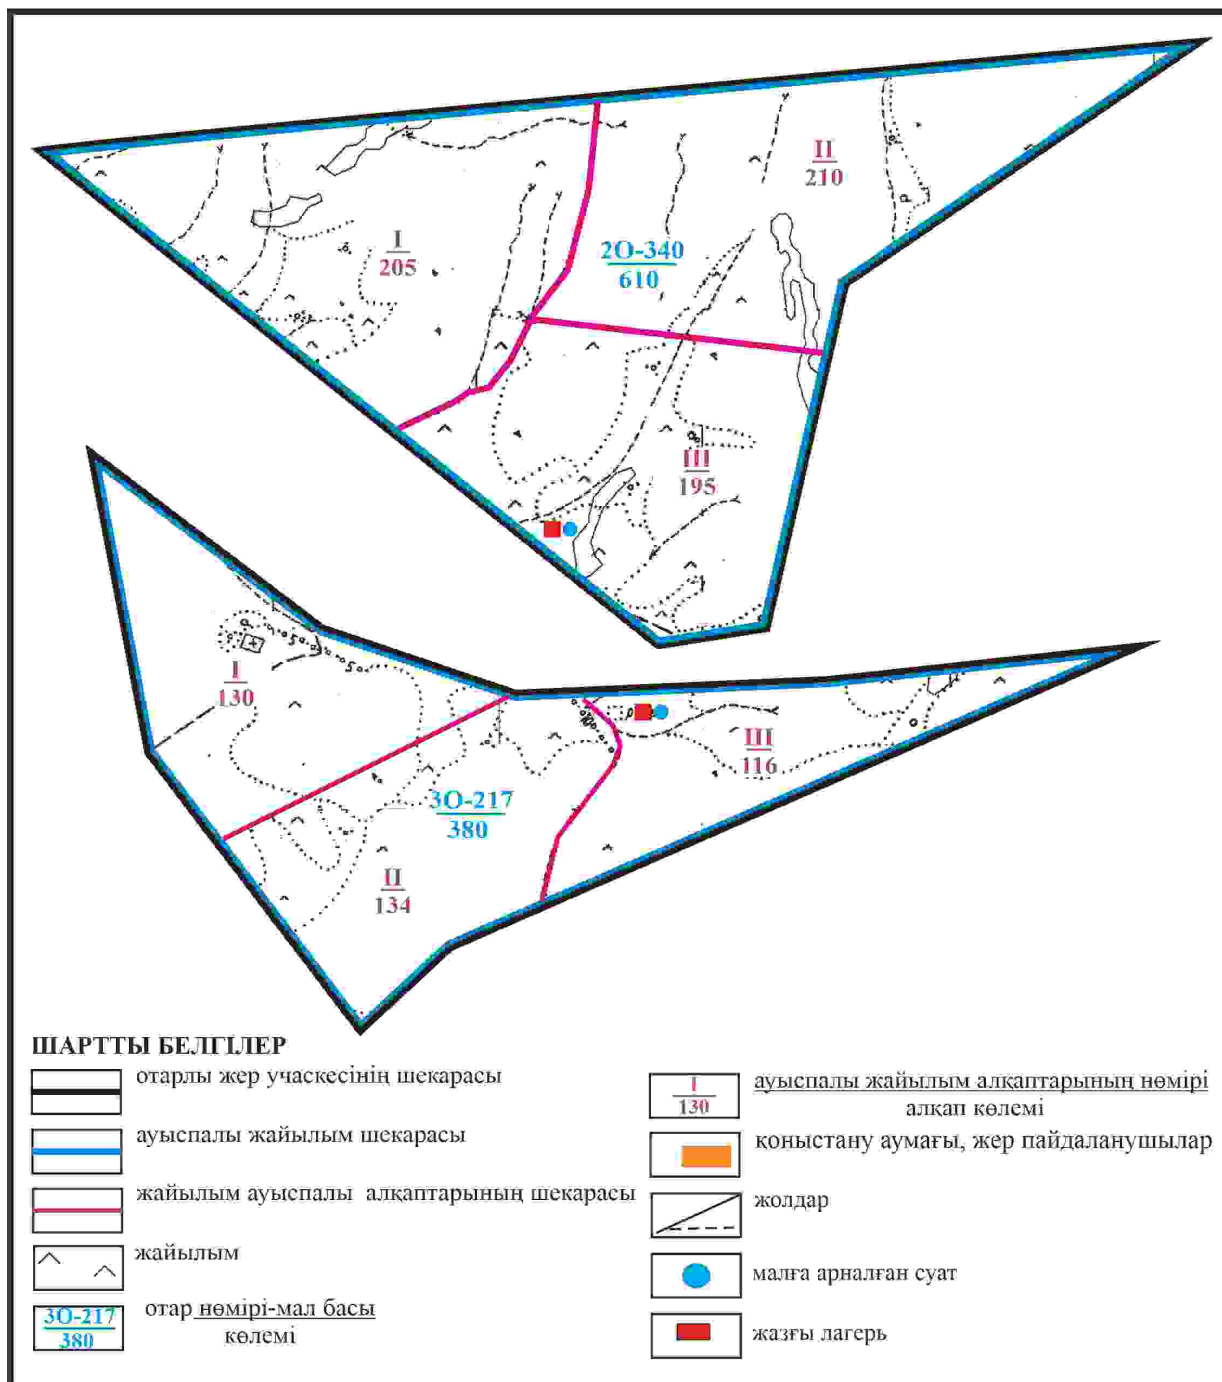 II
210
I
205
2О-340
610
III
195
I
130
III
116
3О-217
380
II
134
ШАРТТЫ БЕЛГІЛЕР
отарлы жер учаскесінің шекарасы
ауыспалы жайылым шекарасы
жайылым ауыспалы алқаптарының шекарасы
жайылым
3О-217
380
отар нөмірі-мал басы
көлемі
I
130
ауыспалы жайылым алқаптарының нөмірі
алқап көлемі
қоныстану аумағы, жер пайдаланушылар
жолдар
малға арналған суат
жазғы лагерь